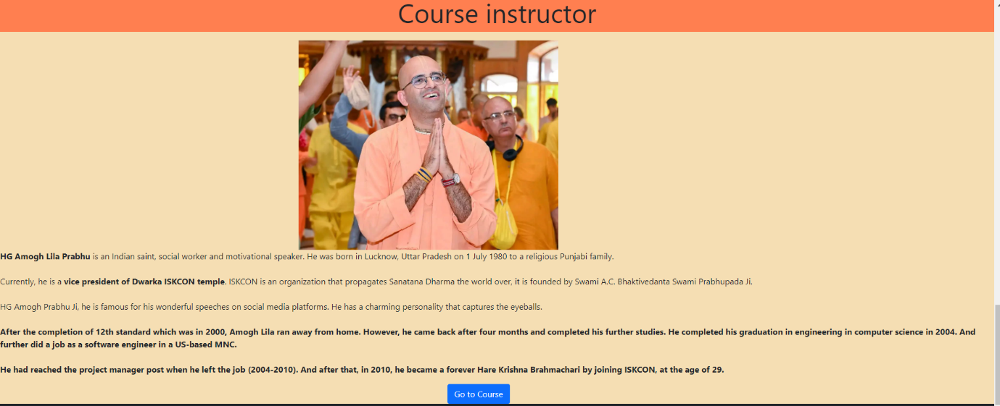 Course instructor
HG Amogh Lila Prabhu is an Indian saint, social worker and motivational speaker. He was born in Lucknow, Uttar Pradesh on 1 July 1980 to a religious Punjabi family.
Currently, he is a vice president of Dwarka ISKCON temple. ISKCON is an organization that propagates Sanatana Dharma the world over, it is founded by Swami A.C. Bhaktivedanta Swami Prabhupada Ji.
HG Amogh Prabhu Ji, he is famous for his wonderful speeches on social media platforms. He has a charming personality that captures the eyeballs.
After the completion of 12th standard which was in 2000, Amogh Lila ran away from home. However, he came back after four months and completed his further studies. He completed his graduation in engineering in computer science in 2004. And
further did a job as a software engineer in a US-based MNC.
He had reached the project manager post when he left the job (2004-2010). And after that, in 2010, he became a forever Hare Krishna Brahmachari by joining ISKCON, at the age of 29.
Go to Course